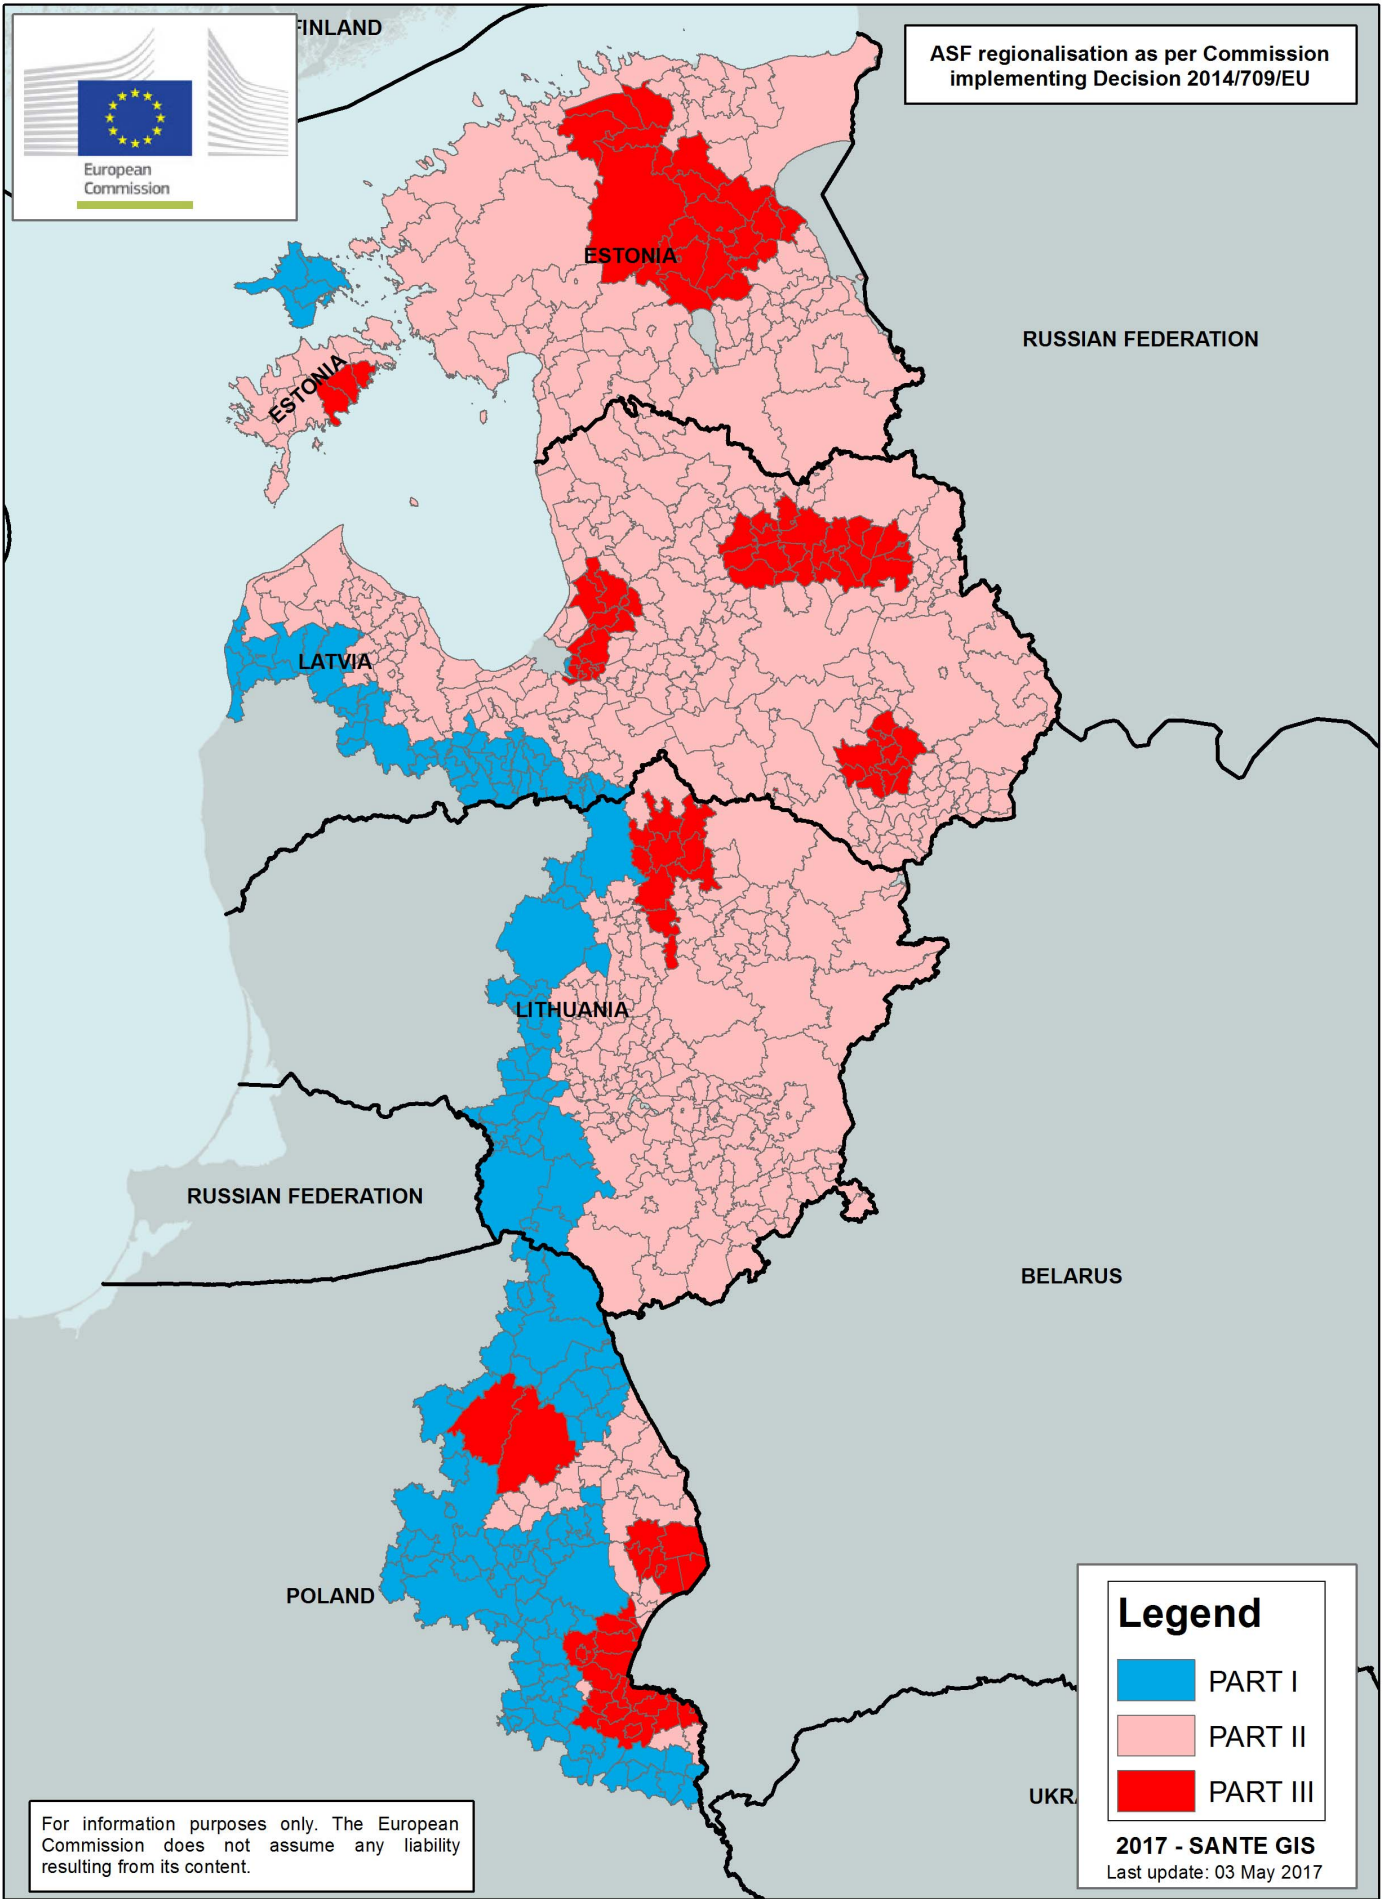 FINLAND
ASF regionalisation as per Commission
implementing Decision 2014/709/EU
European
Commission
ESTONIA
RUSSIAN FEDERATION
ESTONIA
LATVIA
LITHUANIA
RUSSIAN FEDERATION
BELARUS
POLAND
Legend
PART I
PART II
PART III
UKR
2017 - SANTE GIS
Last update: 03 May 2017
For information purposes only. The European
Commission does not assume any liability
resulting from its content.